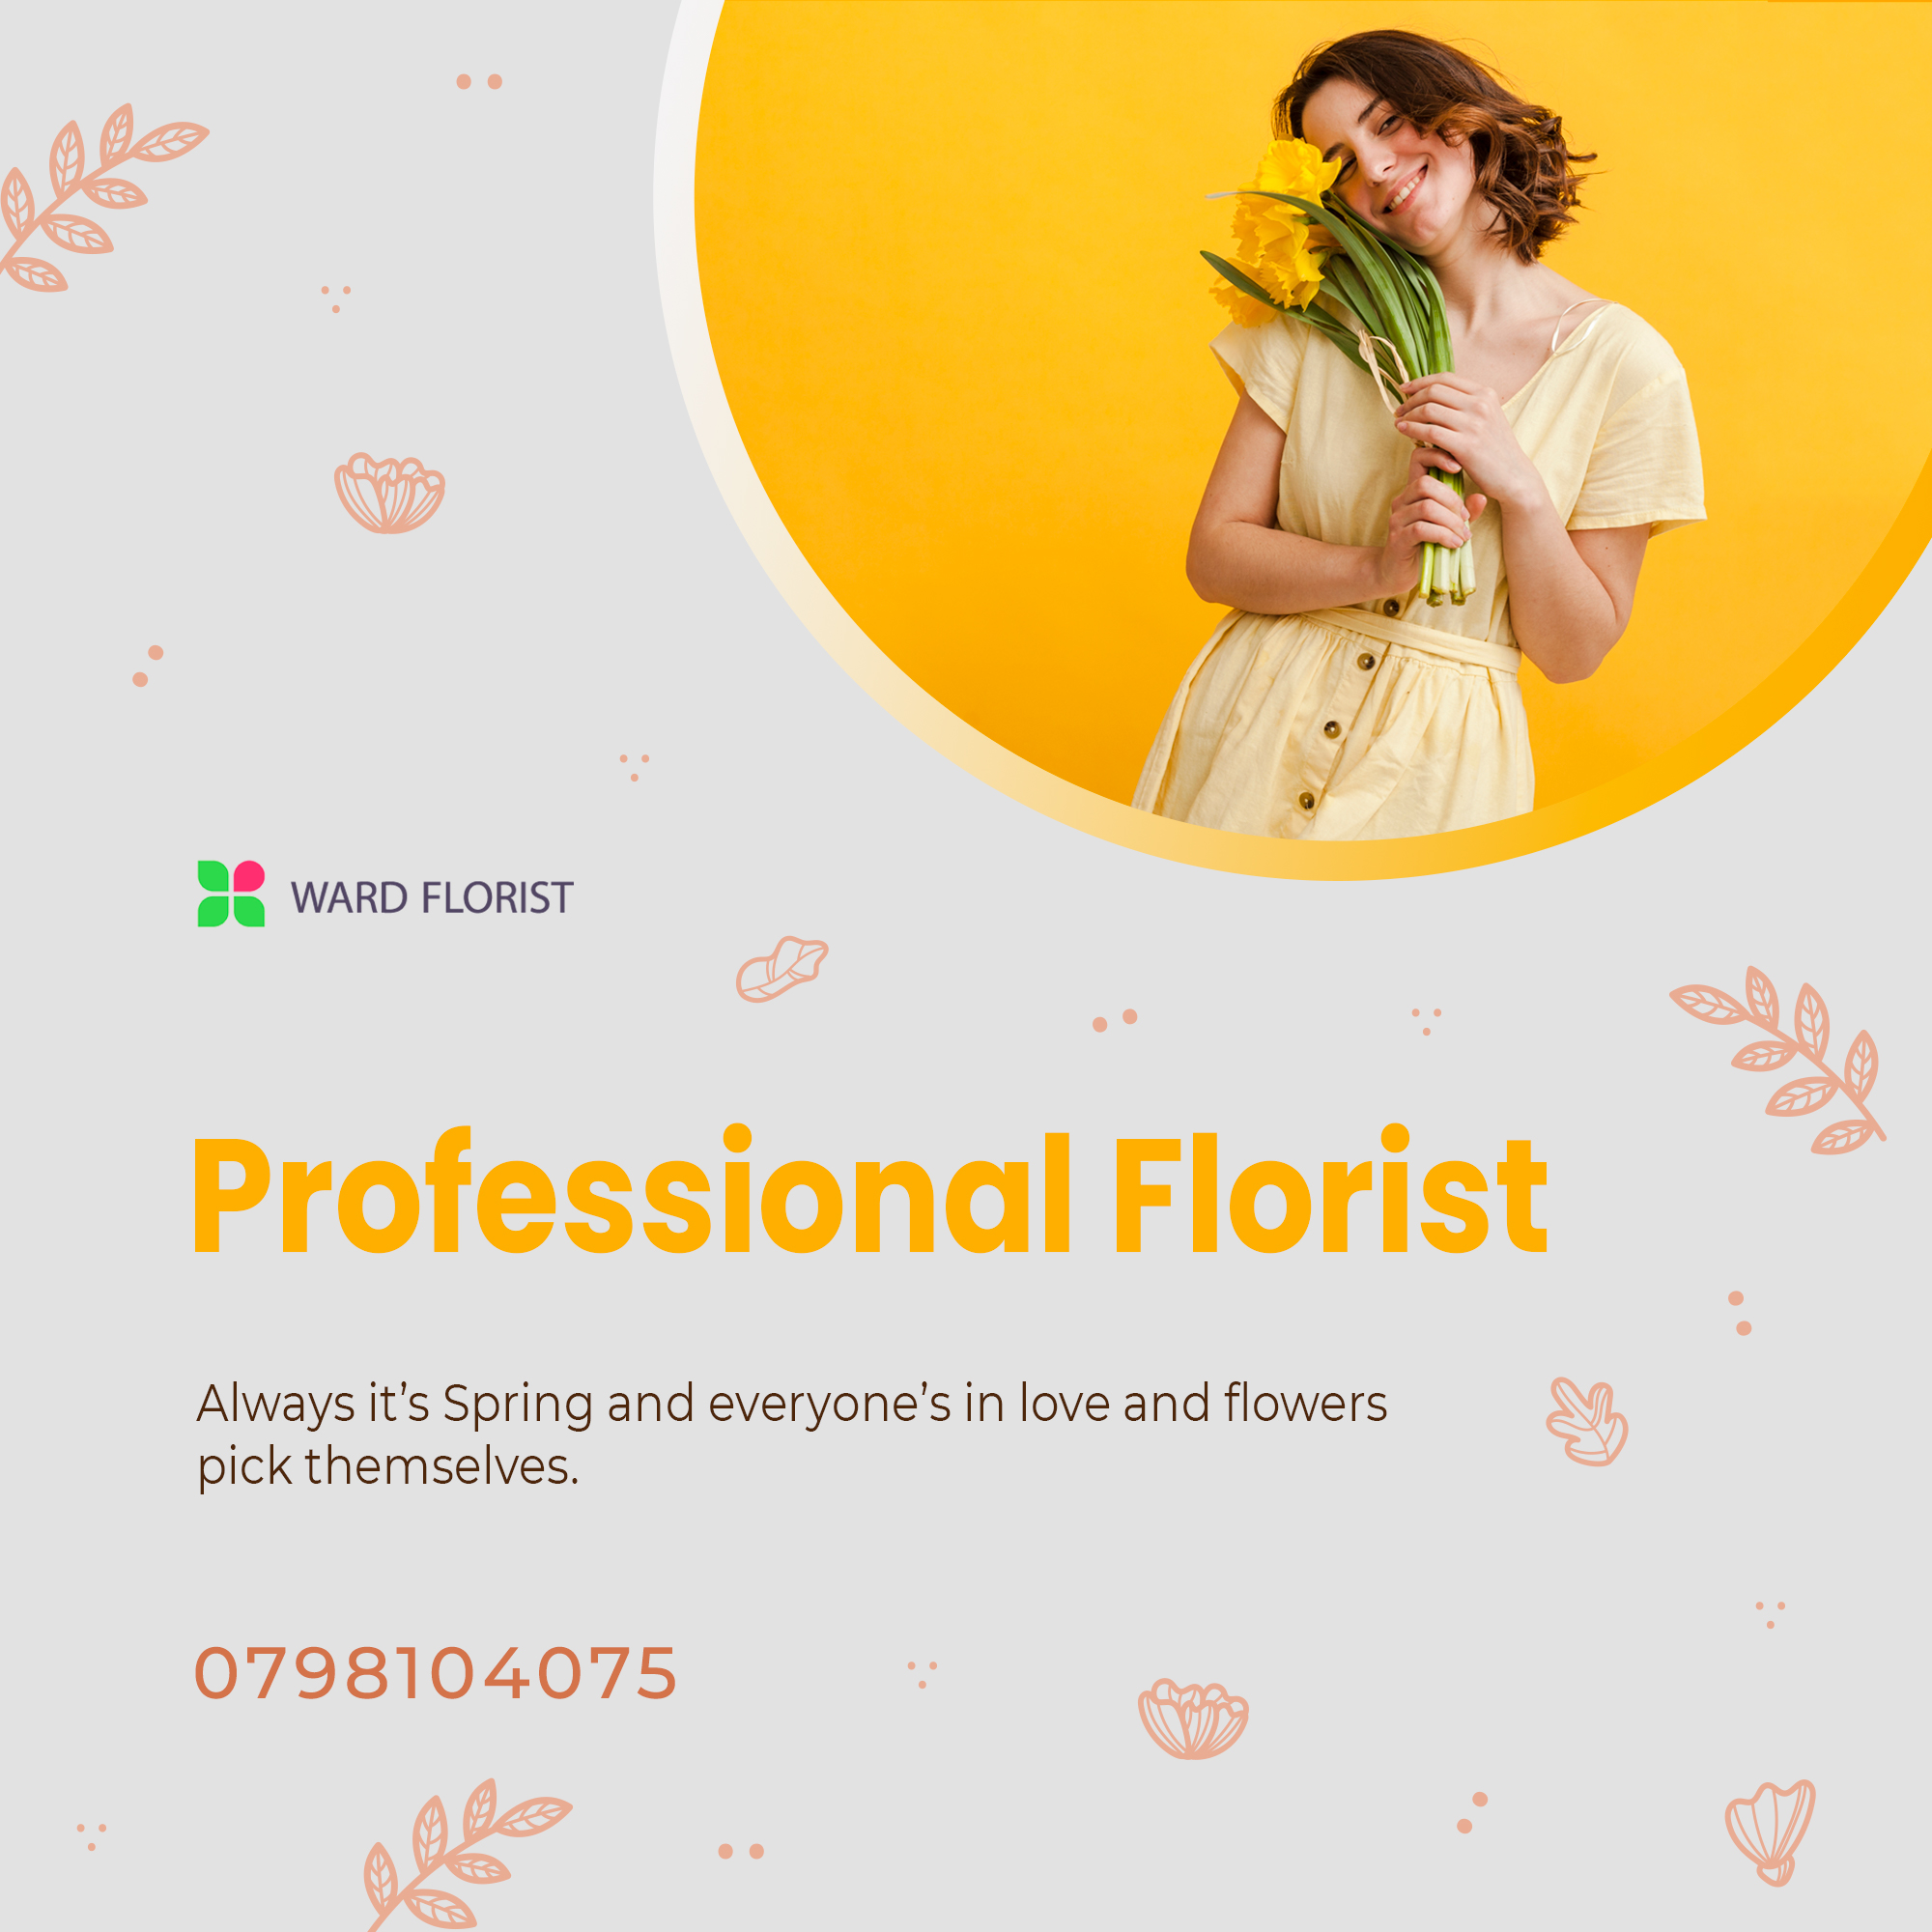 WARD FLORIST
Professional Florist
Always it’s Spring and everyone’s in love and flowers
pick themselves.
0798104075